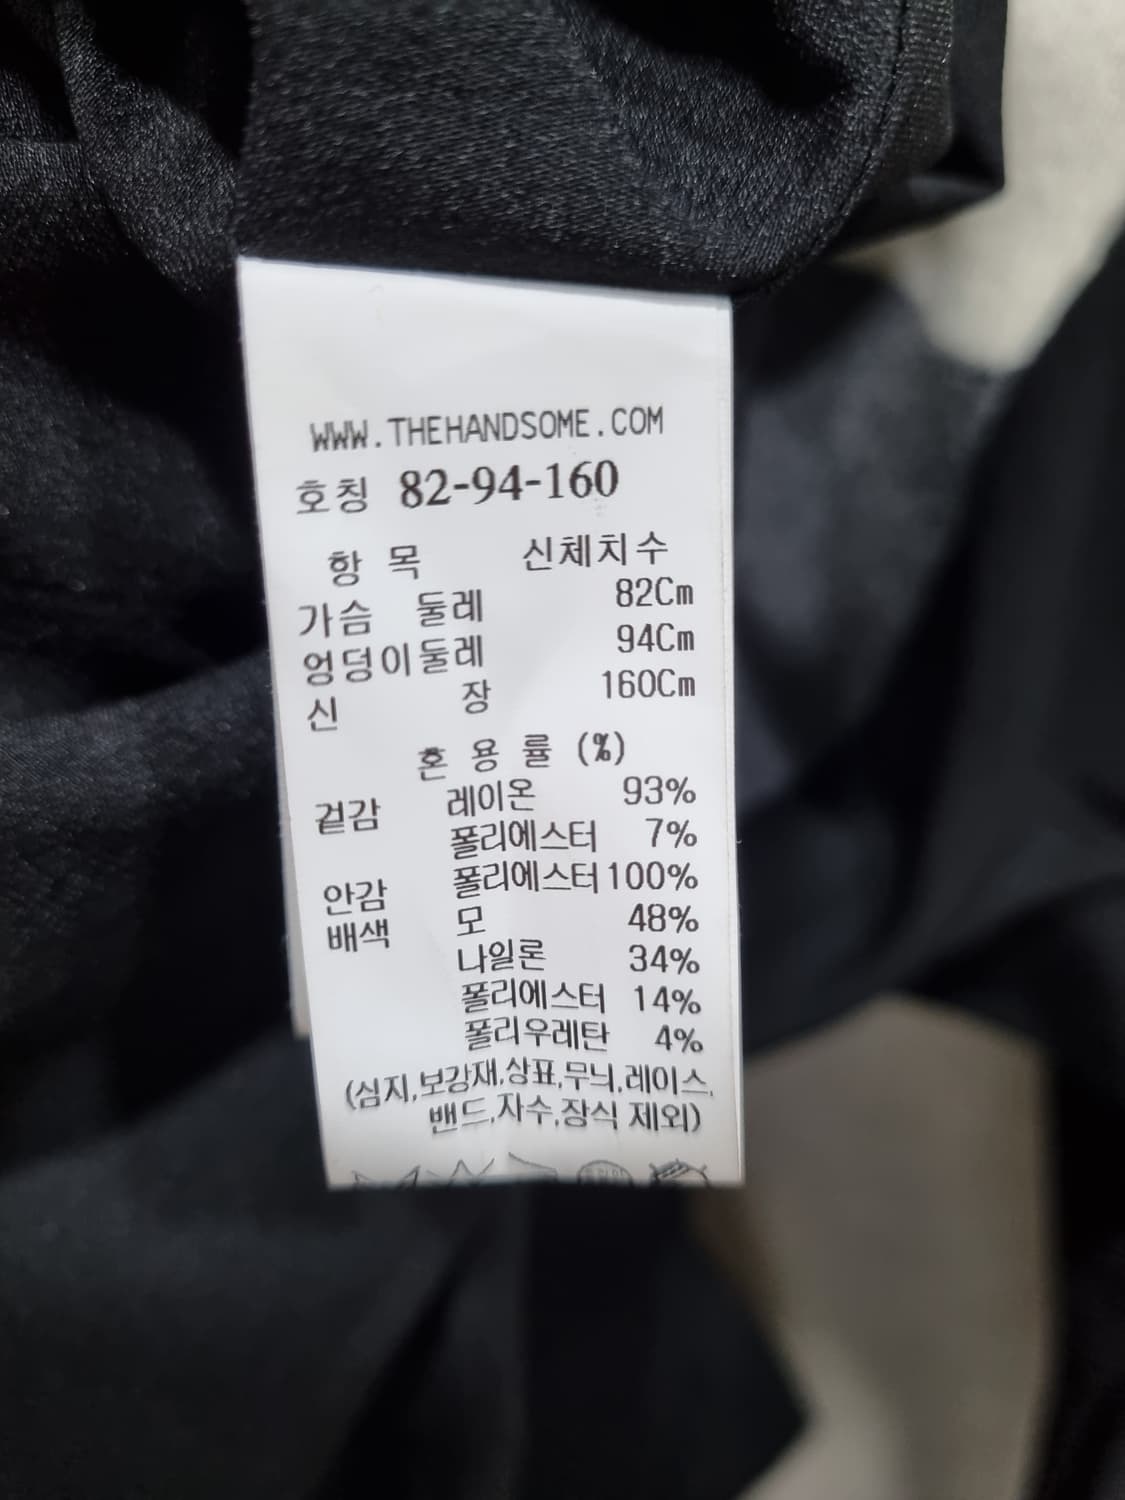 WWW.THEHANDSOME.COM
호칭 82-94-160
항 목 신체치수
가슴 둘레 82Cm
엉덩이둘레 94Cm
신 장 160Cm
혼 용 률 (%)
겉감 레이온 93%
폴리에스터 7%
안감 폴리에스터 100%
배색 모 48%
나일론 34%
폴리에스터 14%
폴리우레탄 4%
(심지,보강재,상표,무늬,레이스,
밴드,자수,장식 제외)